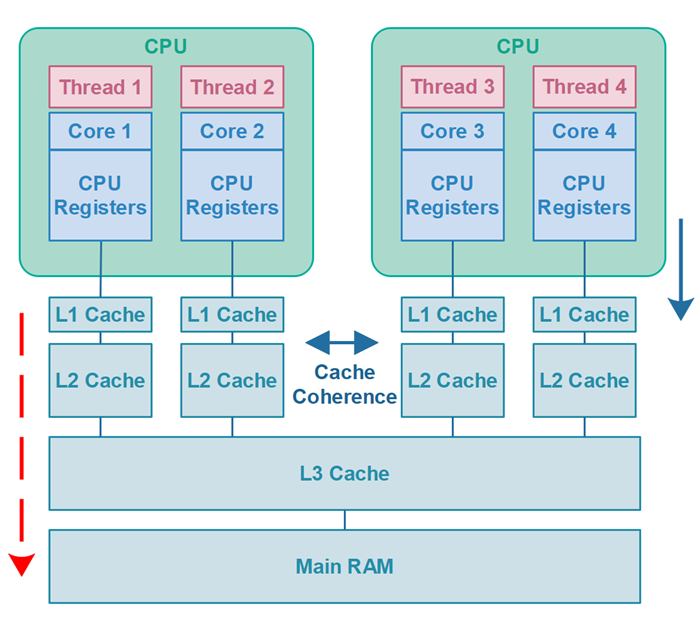 CPU
CPU
Thread 1
Thread 2
Thread 3
Thread 4
Core 1
Core 2
Core 3
Core 4
CPU
Registers
CPU
Registers
CPU
Registers
CPU
Registers
L1 Cache
L1 Cache
L1 Cache
L1 Cache
L2 Cache
L2 Cache
Cache
Coherence
L2 Cache
L2 Cache
L3 Cache
Main RAM